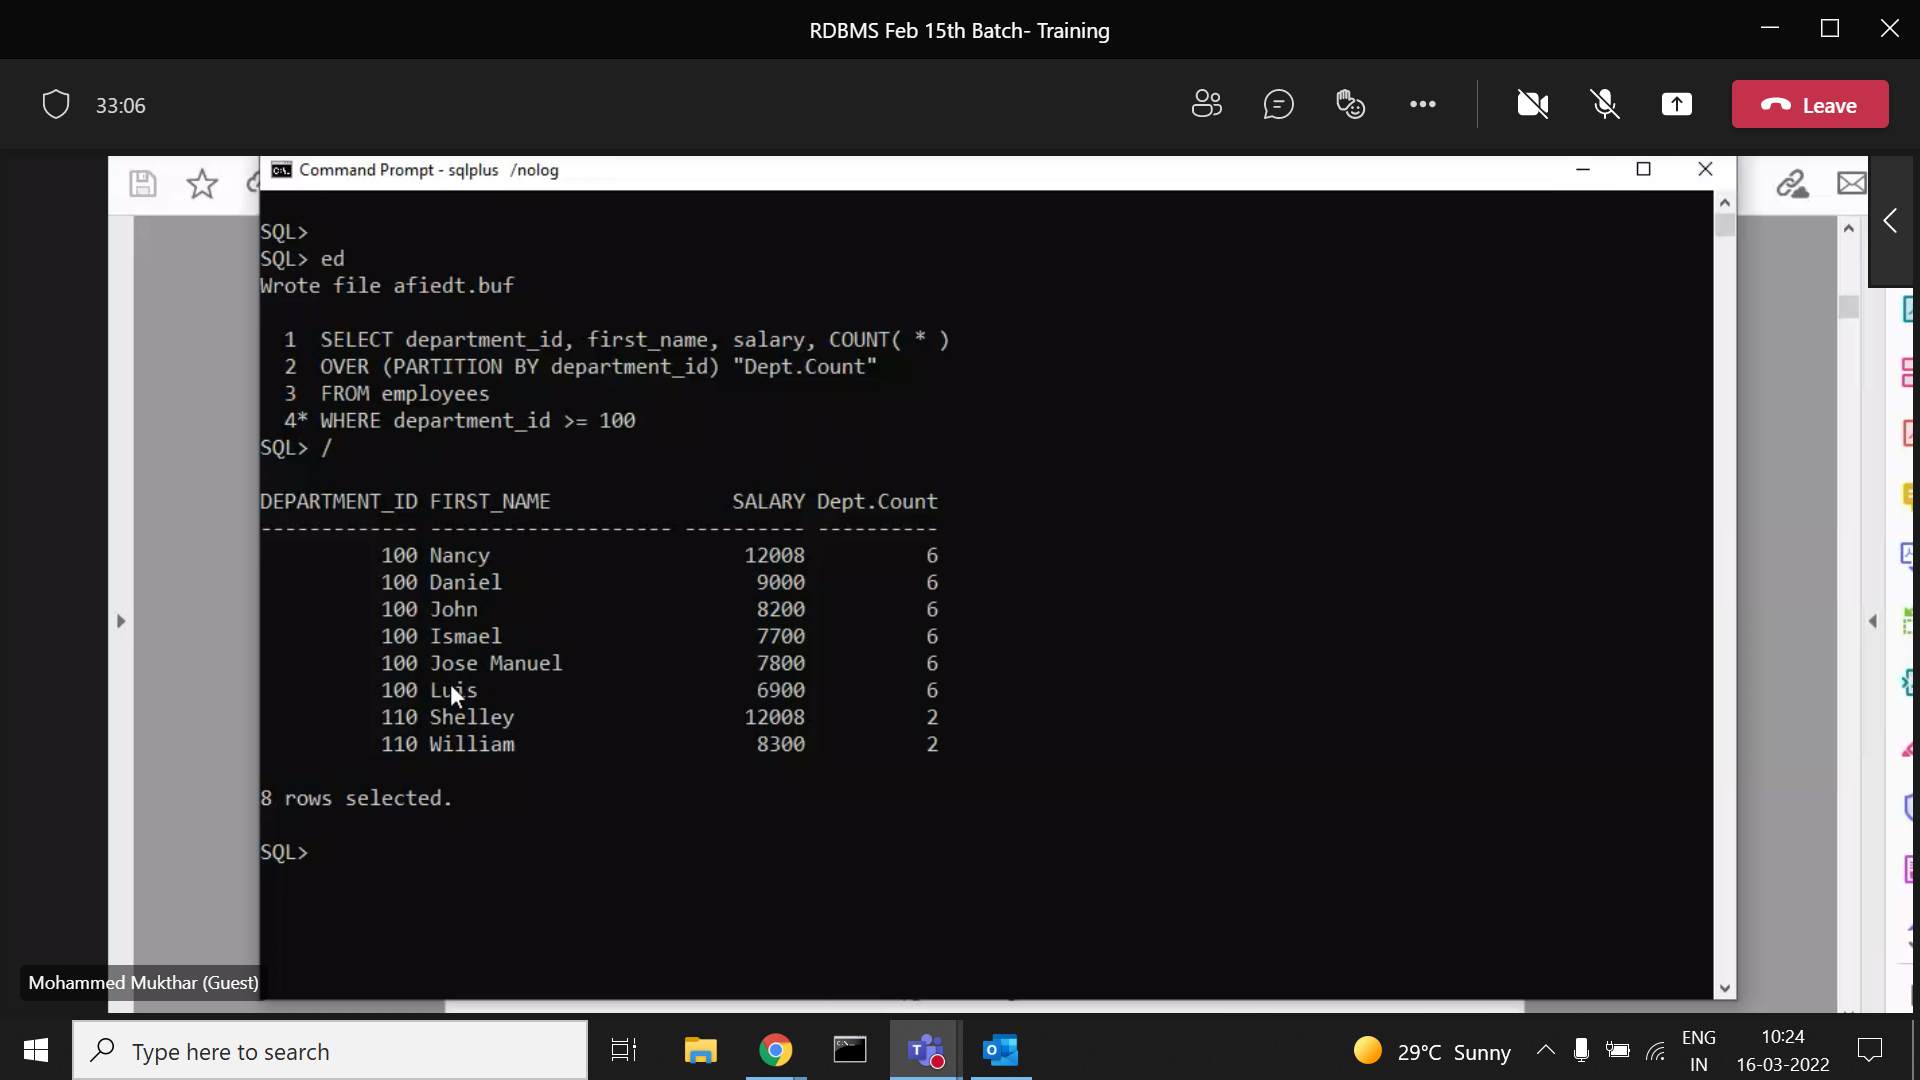 RDBMS Feb 15th Batch- Training
33:06
Leave
Command Prompt - sqlplus  /nolog
SQL>
SQL> ed
Wrote file afiedt.buf
1  SELECT department_id, first_name, salary, COUNT( * )
2  OVER (PARTITION BY department_id) "Dept.Count"
3  FROM employees
4* WHERE department_id >= 100
SQL> /
DEPARTMENT_ID FIRST_NAME               SALARY Dept.Count
------------- -------------------- ---------- ----------
100 Nancy                     12008          6
100 Daniel                     9000          6
100 John                       8200          6
100 Ismael                     7700          6
100 Jose Manuel                7800          6
100 Luis                       6900          6
110 Shelley                   12008          2
110 William                    8300          2
8 rows selected.
SQL>
Mohammed Mukthar (Guest)
Type here to search
29°C  Sunny
ENG
IN
10:24
16-03-2022